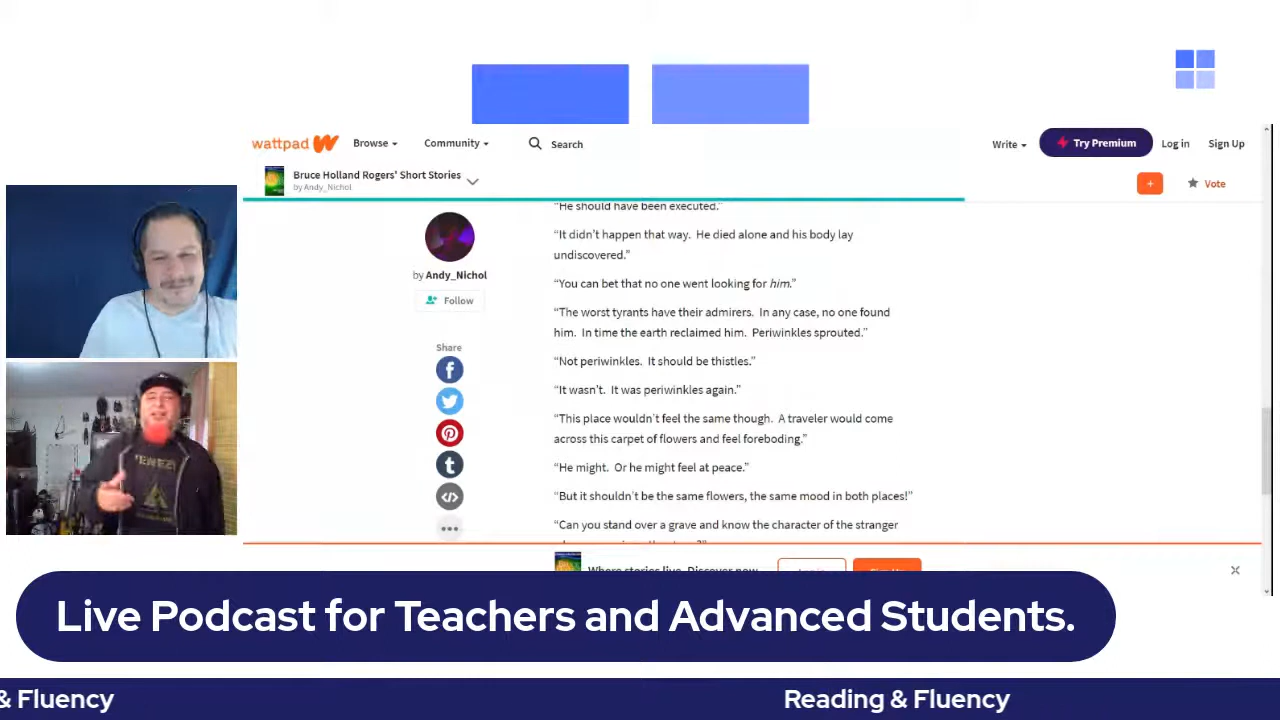 wattpad
Browse
Community
Search
Write
Try Premium
Log in
Sign Up
Bruce Holland Rogers' Short Stories
by Andy_Nichol
+
Vote
by Andy_Nichol
Follow
Share
“He should have been executed.”
“It didn't happen that way. He died alone and his body lay
undiscovered.”
“You can bet that no one went looking for him.”
“The worst tyrants have their admirers. In any case, no one found
him. In time the earth reclaimed him. Periwinkles sprouted.”
“Not periwinkles. It should be thistles.”
“It wasn't. It was periwinkles again.”
“This place wouldn't feel the same though. A traveler would come
across this carpet of flowers and feel foreboding.”
“He might. Or he might feel at peace.”
“But it shouldn't be the same flowers, the same mood in both places!”
“Can you stand over a grave and know the character of the stranger
Where stories live. Discover now
Live Podcast for Teachers and Advanced Students.
& Fluency
Reading & Fluency